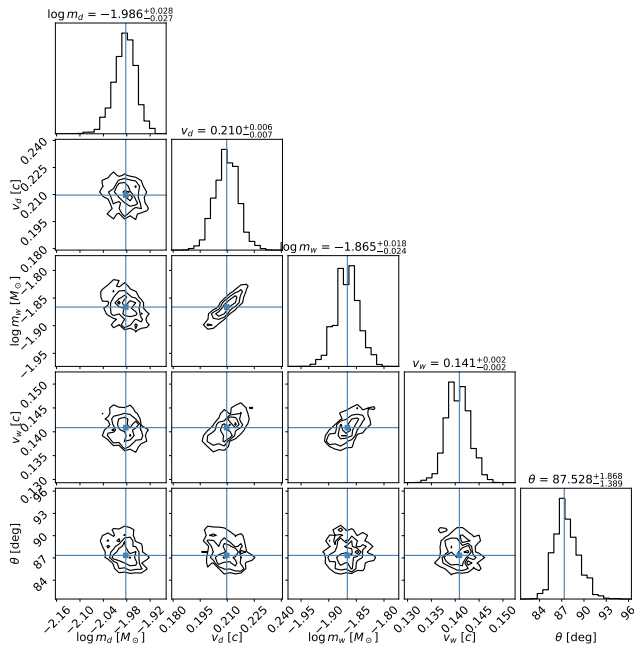 log m_d = −1.986^{+0.028}_{−0.027}
v_d = 0.210^{+0.006}_{−0.007}
0.240
0.225
0.210
0.195
0.180
v_d [c]
log m_w = −1.865^{+0.018}_{−0.024}
−1.80
−1.85
−1.90
−1.95
log m_w [M_⊙]
v_w = 0.141^{+0.002}_{−0.002}
0.150
0.145
0.140
0.135
0.130
v_w [c]
θ = 87.528^{+1.868}_{−1.389}
96
93
90
87
84
θ [deg]
−2.16 −2.10 −2.04 −1.98 −1.92 0.180 0.195 0.210 0.225 0.240 −1.95 −1.90 −1.85 −1.80 0.130 0.135 0.140 0.145 0.150 84 87 90 93 96
log m_d [M_⊙] v_d [c] log m_w [M_⊙] v_w [c] θ [deg]